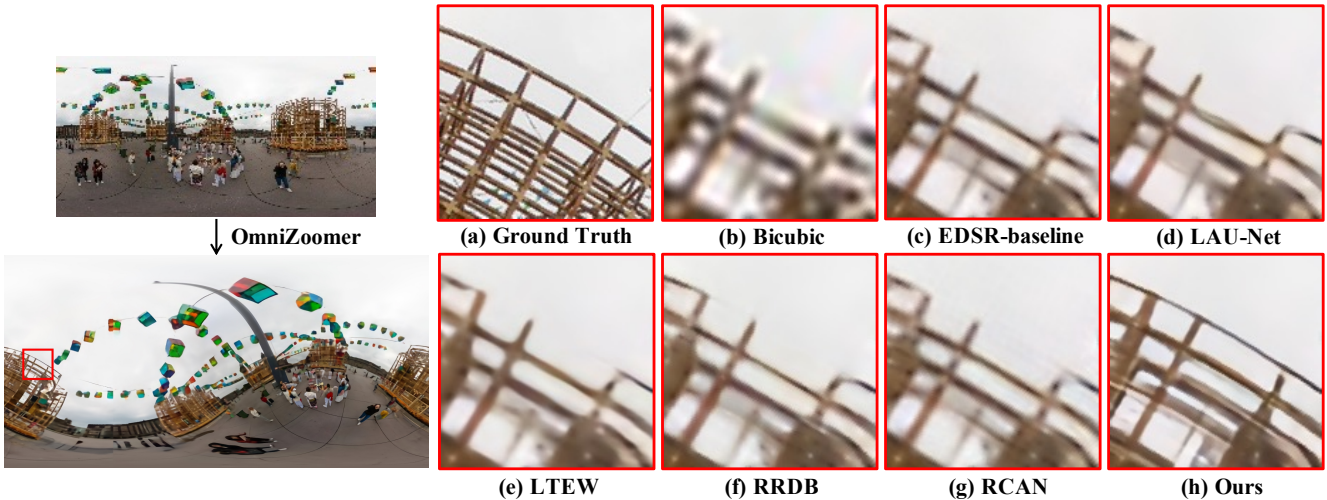 OmniZoomer
(a) Ground Truth
(b) Bicubic
(c) EDSR-baseline
(d) LAU-Net
(e) LTEW
(f) RRDB
(g) RCAN
(h) Ours